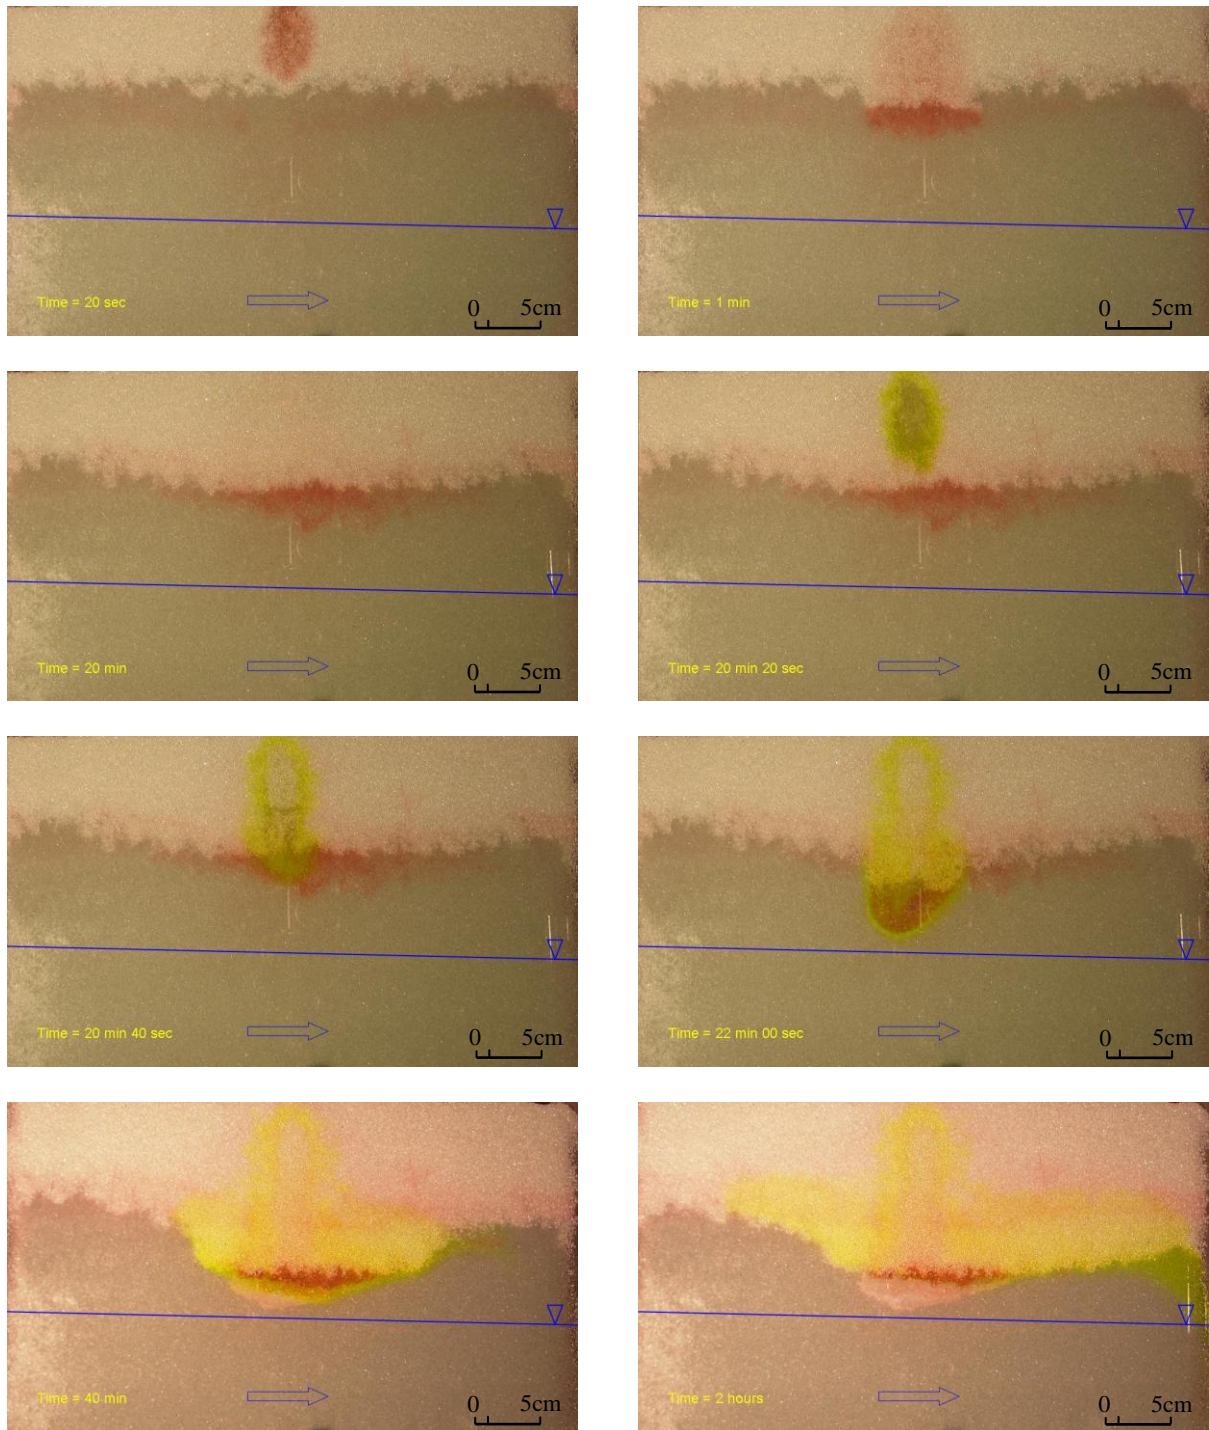 Time = 20 sec
0 5cm
Time = 1 min
0 5cm
Time = 20 min
0 5cm
Time = 20 min 20 sec
0 5cm
Time = 20 min 40 sec
0 5cm
Time = 22 min 00 sec
0 5cm
Time = 40 min
0 5cm
Time = 2 hours
0 5cm